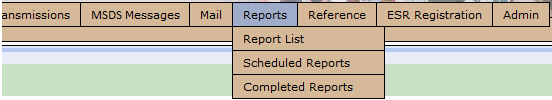 ansmissions MSDS Messages Mail Reports Reference ESR Registration Admin
Report List
Scheduled Reports
Completed Reports